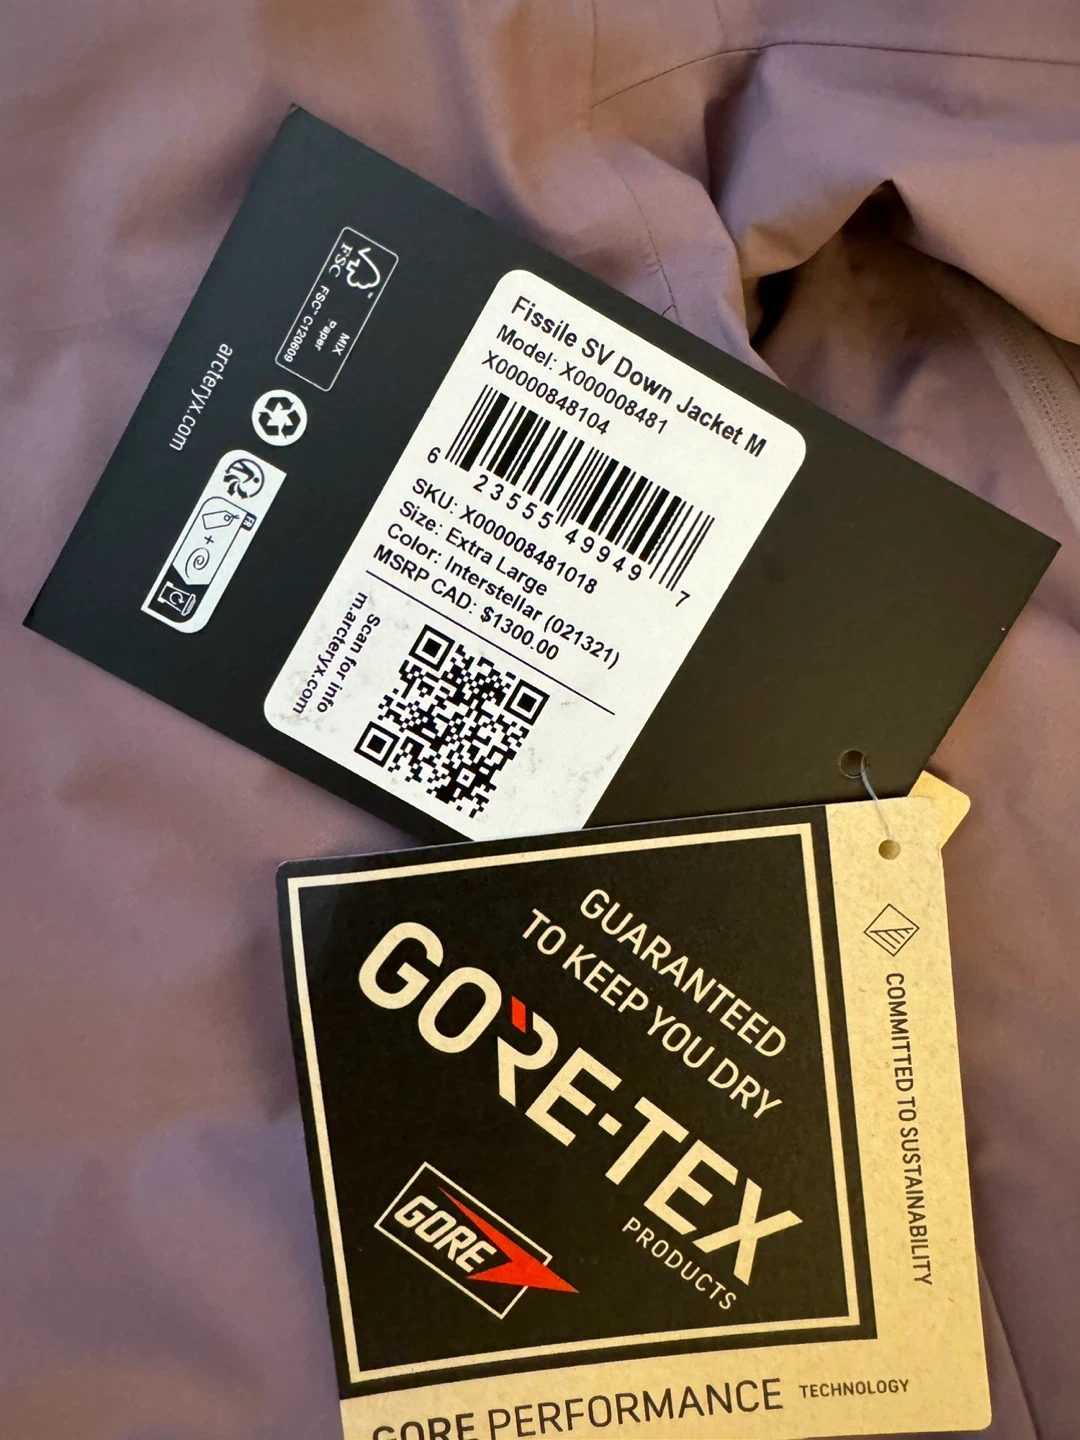 Fissile SV Down Jacket M
Model: X000008481
X00000848104
6 23555 49949 7
SKU: X000008481018
Size: Extra Large
Color: Interstellar (021321)
MSRP CAD: $1300.00
Scan for info
m.arcteryx.com
FSC
MIX
Paper
FSC® C120609
arcteryx.com
FR
GUARANTEED
TO KEEP YOU DRY
GORE-TEX
PRODUCTS
GORE
COMMITTED TO SUSTAINABILITY
GORE PERFORMANCE TECHNOLOGY